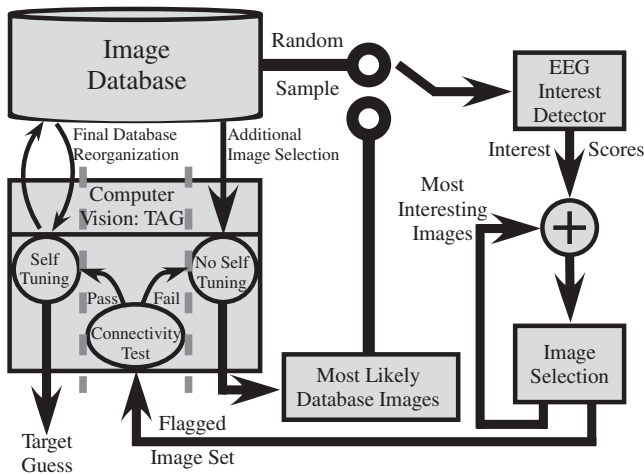 Image
Database
Random
Sample
EEG
Interest
Detector
Final Database
Reorganization
Additional
Image Selection
Interest Scores
Most
Interesting
Images
+
Computer
Vision: TAG
Self
Tuning
No Self
Tuning
Pass
Fail
Connectivity
Test
Most Likely
Database Images
Image
Selection
Target
Guess
Flagged
Image Set